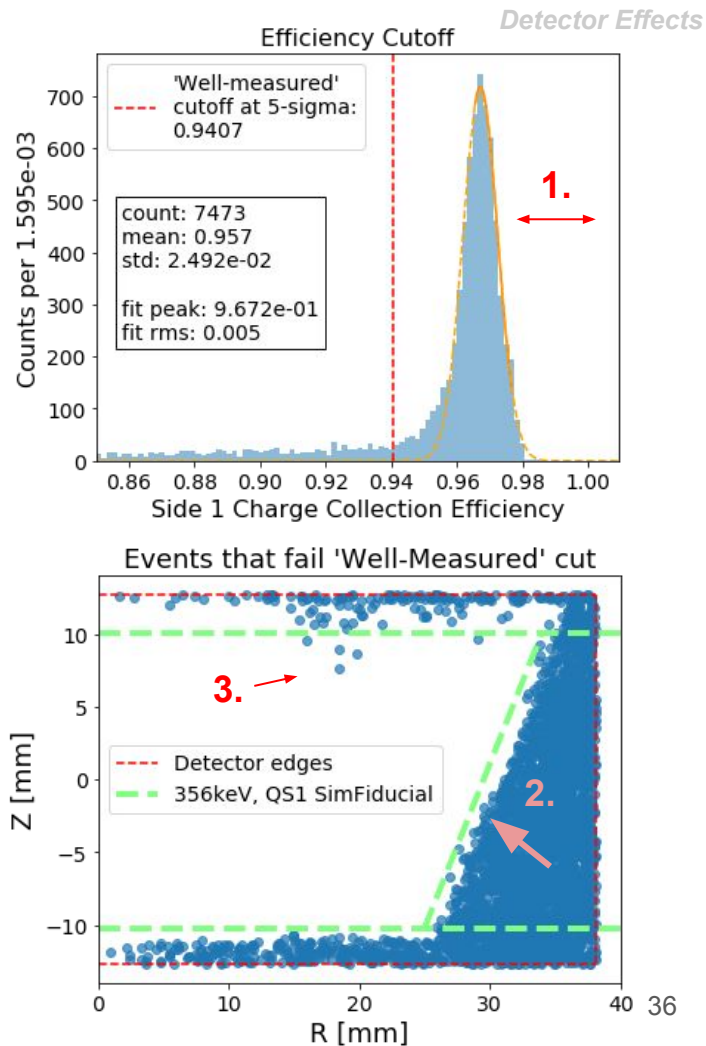 Detector Effects
Efficiency Cutoff
'Well-measured'
cutoff at 5-sigma:
0.9407
count: 7473
mean: 0.957
std: 2.492e-02
fit peak: 9.672e-01
fit rms: 0.005
1.
Counts per 1.595e-03
700
600
500
400
300
200
100
0
0.86 0.88 0.90 0.92 0.94 0.96 0.98 1.00
Side 1 Charge Collection Efficiency
Events that fail 'Well-Measured' cut
3.
2.
Detector edges
356keV, QS1 SimFiducial
Z [mm]
10
5
0
−5
−10
0 10 20 30 40
R [mm]
36